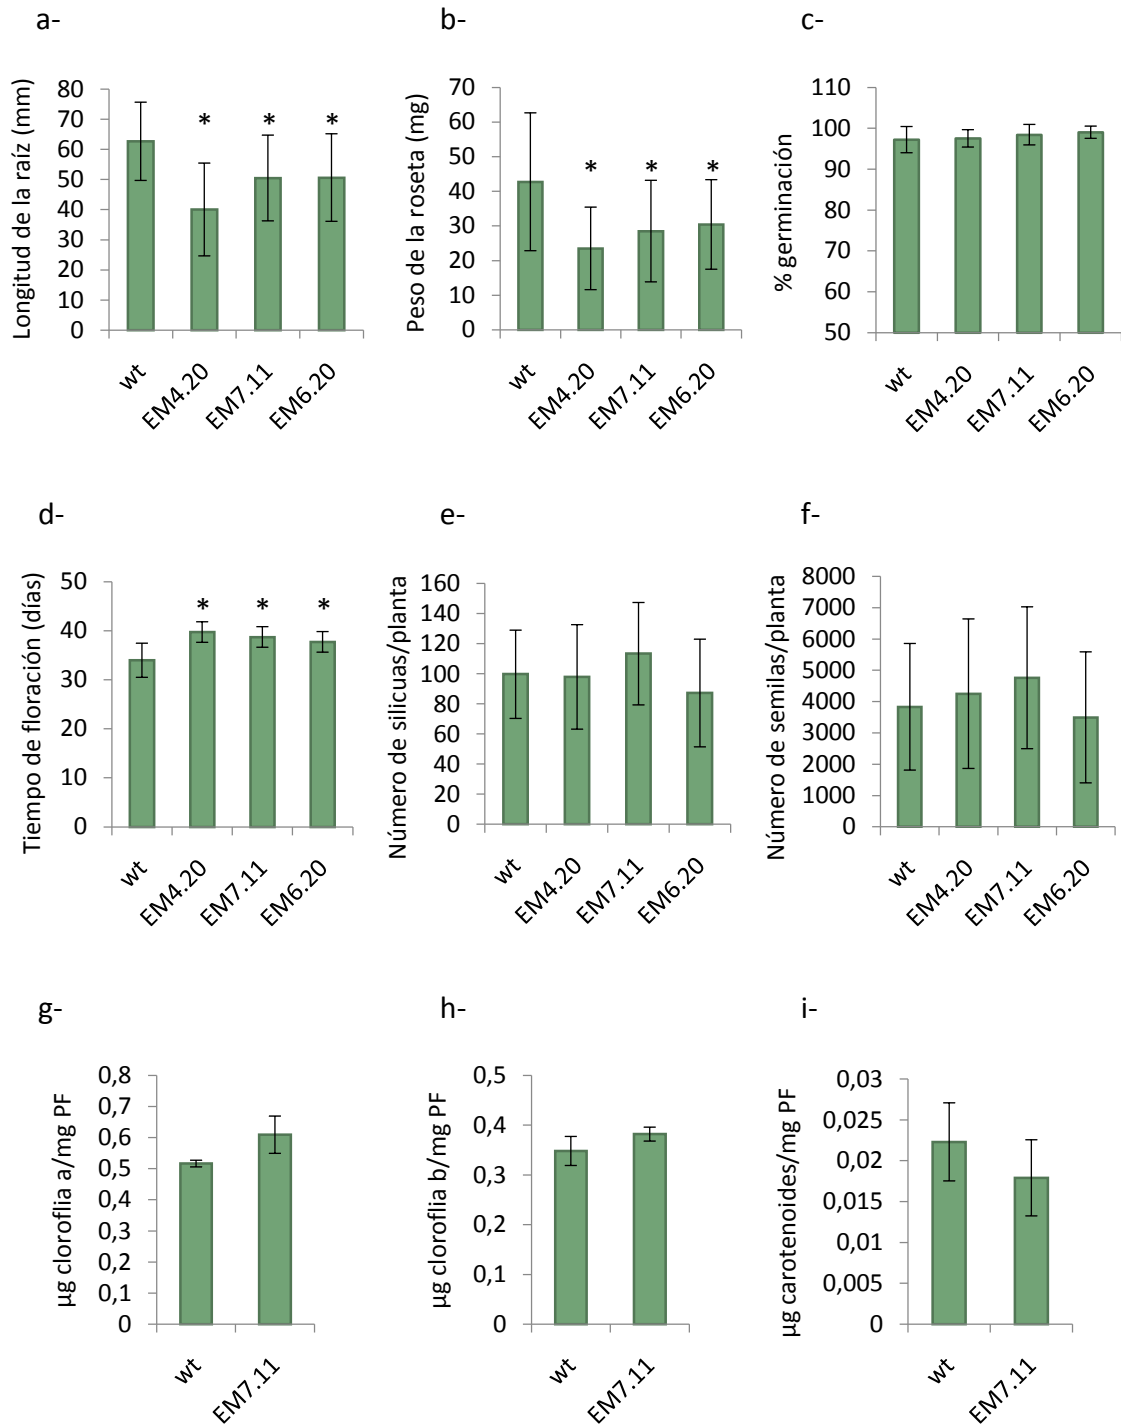 a-
b-
c-
Longitud de la raíz (mm)
80
70
60
50
40
30
20
10
0
* * *
wt
EM4.20
EM7.11
EM6.20
Peso de la roseta (mg)
70
60
50
40
30
20
10
0
* * *
wt
EM4.20
EM7.11
EM6.20
% germinación
110
100
90
80
70
60
50
wt
EM4.20
EM7.11
EM6.20
d-
e-
f-
Tiempo de floración (días)
50
40
30
20
10
0
* * *
wt
EM4.20
EM7.11
EM6.20
Número de silicuas/planta
160
140
120
100
80
60
40
20
0
wt
EM4.20
EM7.11
EM6.20
Número de semilas/planta
8000
7000
6000
5000
4000
3000
2000
1000
0
wt
EM4.20
EM7.11
EM6.20
g-
h-
i-
µg cloroflia a/mg PF
0,8
0,7
0,6
0,5
0,4
0,3
0,2
0,1
0
wt
EM7.11
µg cloroflia b/mg PF
0,5
0,4
0,3
0,2
0,1
0
wt
EM7.11
µg carotenoides/mg PF
0,03
0,025
0,02
0,015
0,01
0,005
0
wt
EM7.11